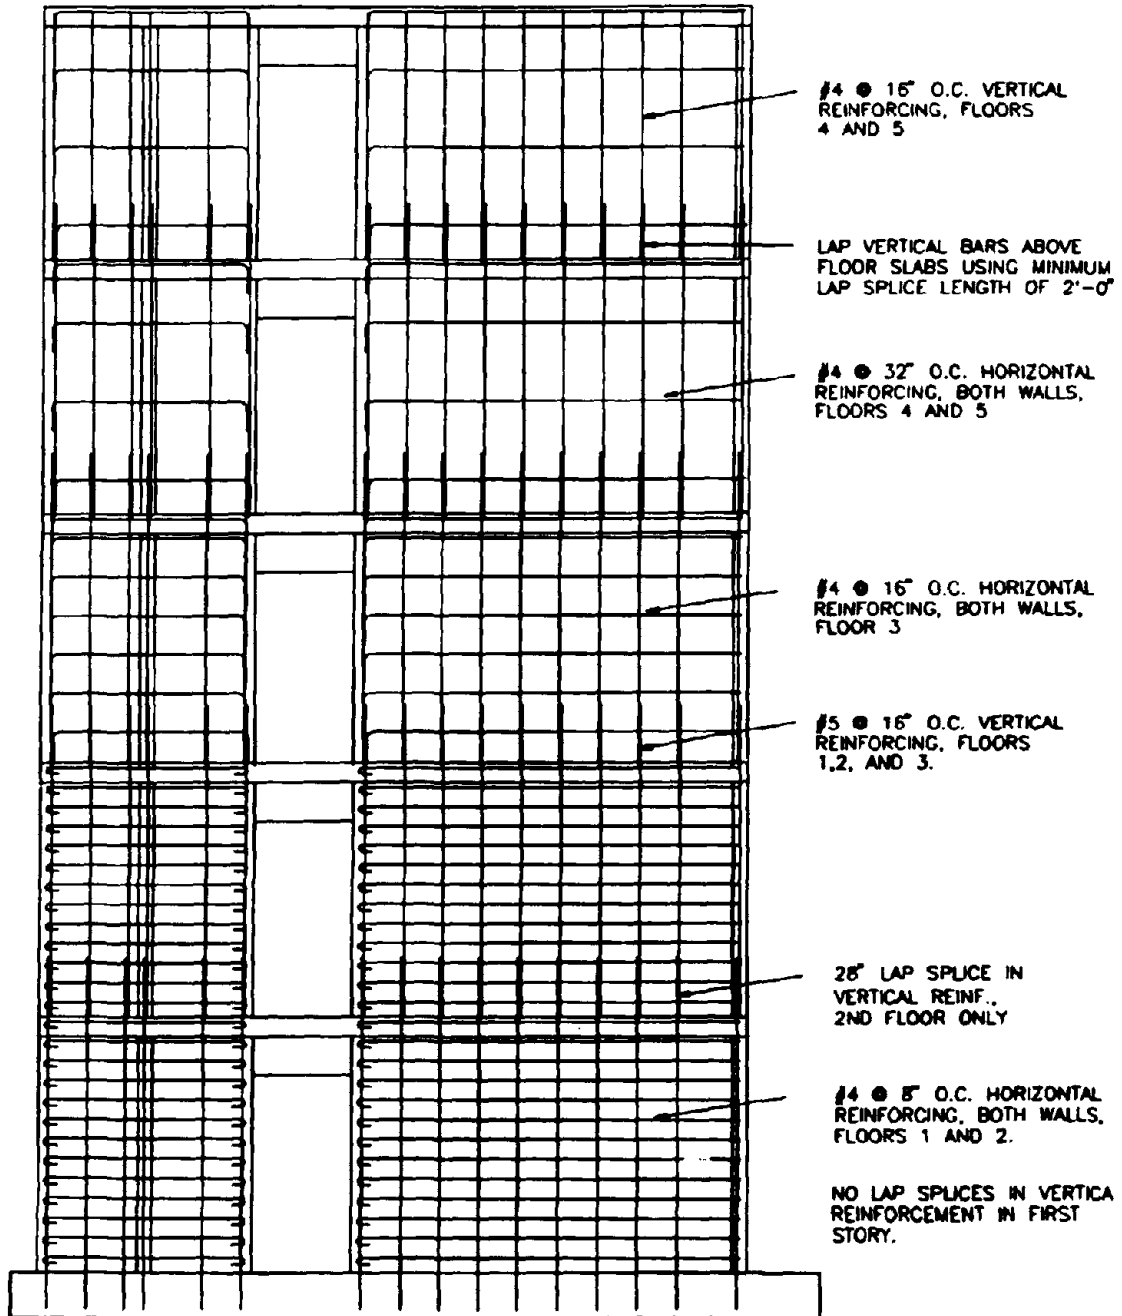 #4 @ 16" O.C. VERTICAL
REINFORCING, FLOORS
4 AND 5
LAP VERTICAL BARS ABOVE
FLOOR SLABS USING MINIMUM
LAP SPLICE LENGTH OF 2'-0"
#4 @ 32" O.C. HORIZONTAL
REINFORCING, BOTH WALLS,
FLOORS 4 AND 5
#4 @ 16" O.C. HORIZONTAL
REINFORCING, BOTH WALLS,
FLOOR 3
#5 @ 16" O.C. VERTICAL
REINFORCING, FLOORS
1,2, AND 3.
28" LAP SPLICE IN
VERTICAL REINF.,
2ND FLOOR ONLY
#4 @ 8" O.C. HORIZONTAL
REINFORCING, BOTH WALLS,
FLOORS 1 AND 2.
NO LAP SPLICES IN VERTICA
REINFORCEMENT IN FIRST
STORY.